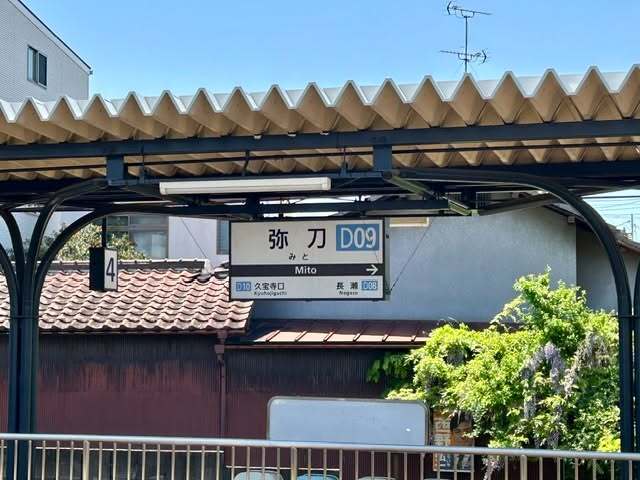 弥刀 D09
みと
Mito →
D10 久宝寺口 長瀬 D08
Kyuhojiguchi Nagase
4